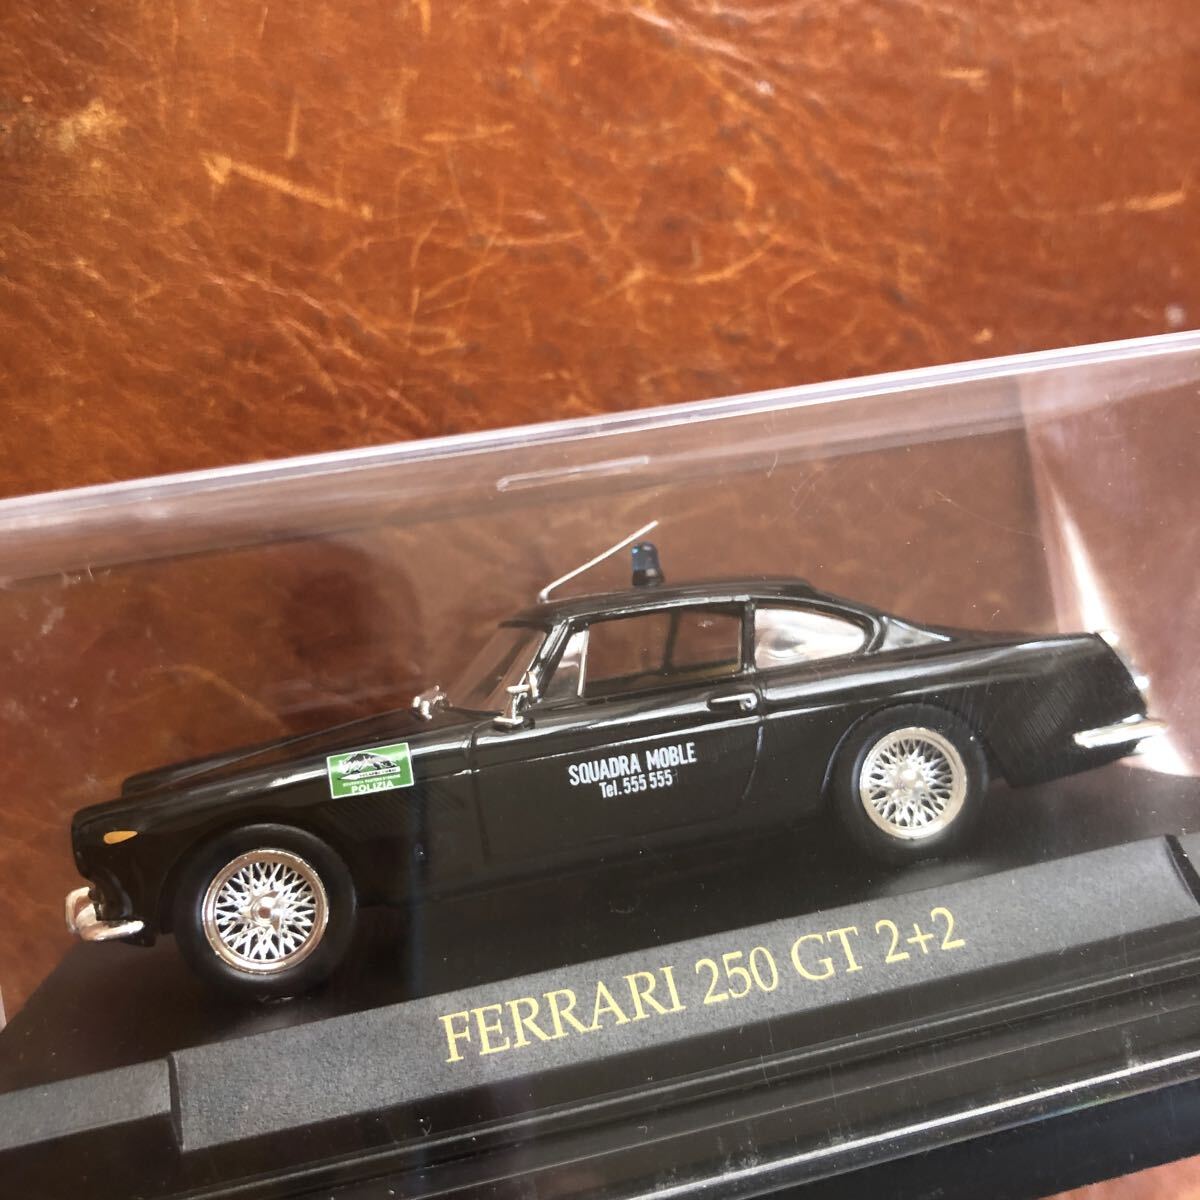 POLIZIA
SQUADRA MOBLE
Tel. 555 555
FERRARI 250 GT 2+2